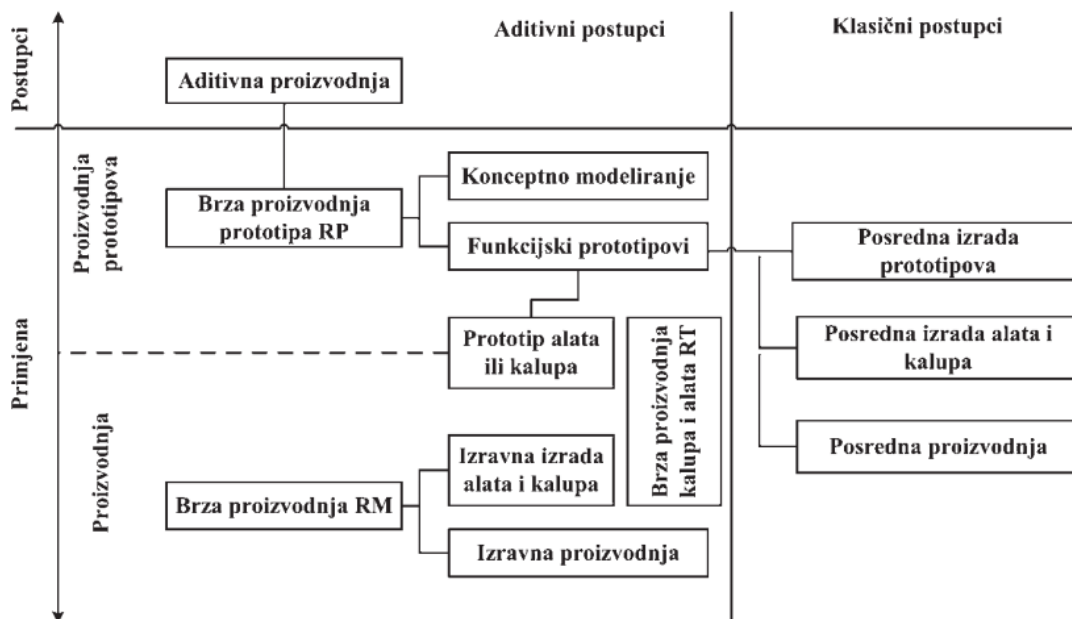 Postupci
Aditivni postupci
Klasični postupci
Aditivna proizvodnja
Primjena
Proizvodnja
prototipova
Brza proizvodnja
prototipa RP
Konceptno modeliranje
Funkcijski prototipovi
Posredna izrada
prototipova
Prototip alata
ili kalupa
Brza proizvodnja
kalupa i alata RT
Posredna izrada alata i
kalupa
Proizvodnja
Izravna izrada
alata i kalupa
Posredna proizvodnja
Brza proizvodnja RM
Izravna proizvodnja